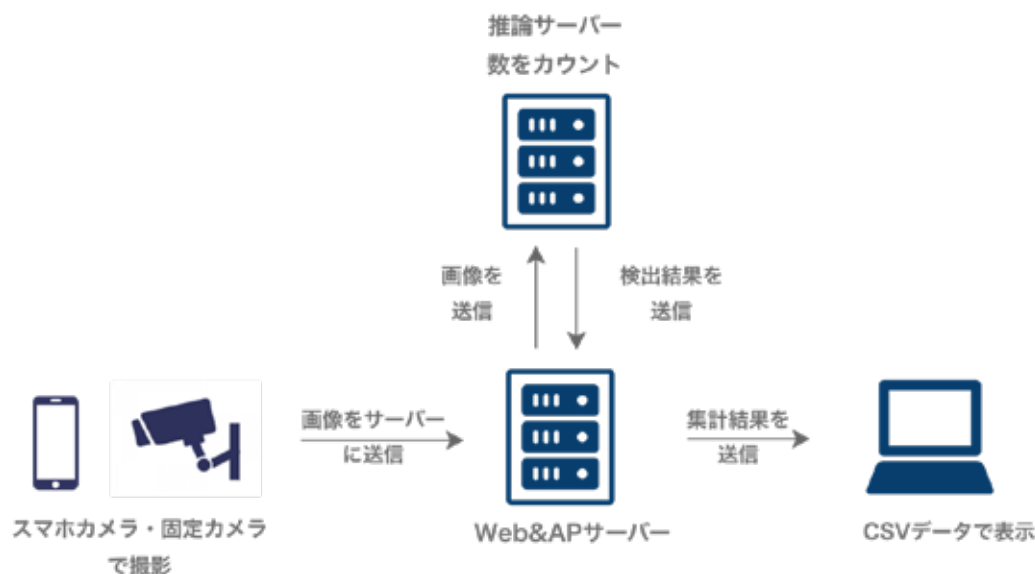 推論サーバー
数をカウント
画像を
送信
検出結果を
送信
画像をサーバー
に送信
集計結果を
送信
スマホカメラ・固定カメラ
で撮影
Web&APサーバー
CSVデータで表示